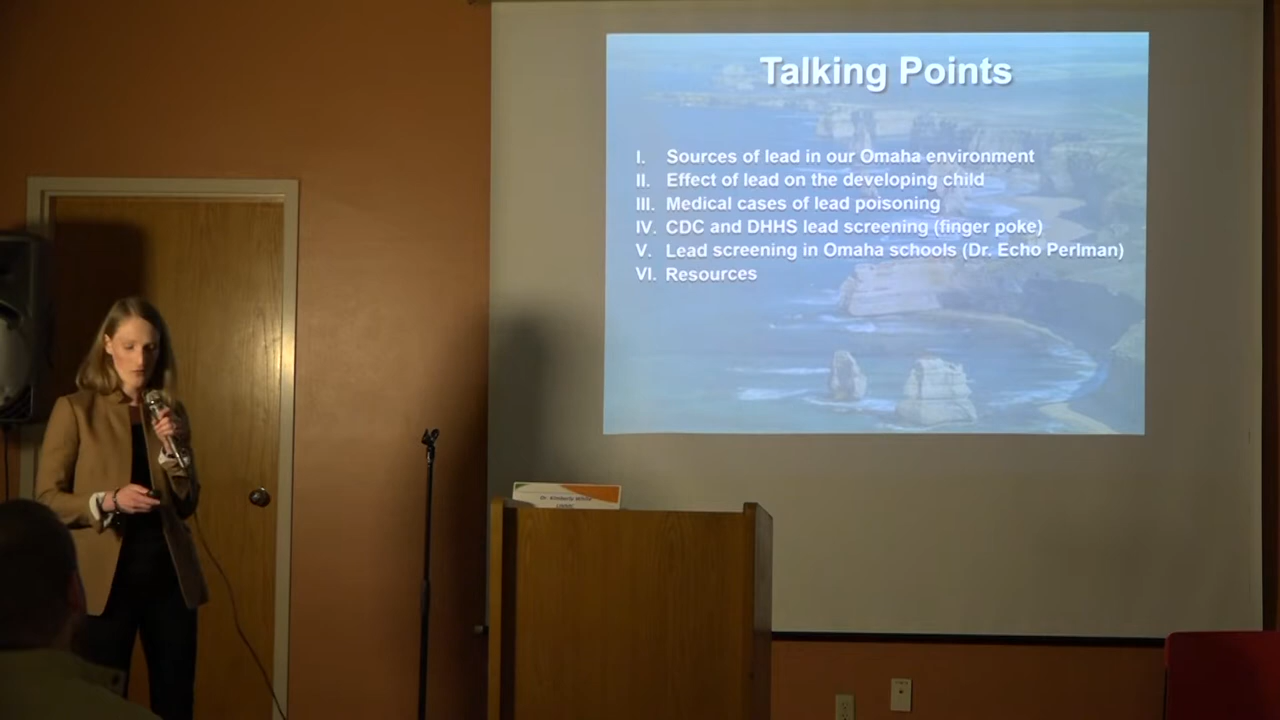 Talking Points
I. Sources of lead in our Omaha environment
II. Effect of lead on the developing child
III. Medical cases of lead poisoning
IV. CDC and DHHS lead screening (finger poke)
V. Lead screening in Omaha schools (Dr. Echo Perlman)
VI. Resources
Dr. Kimberly